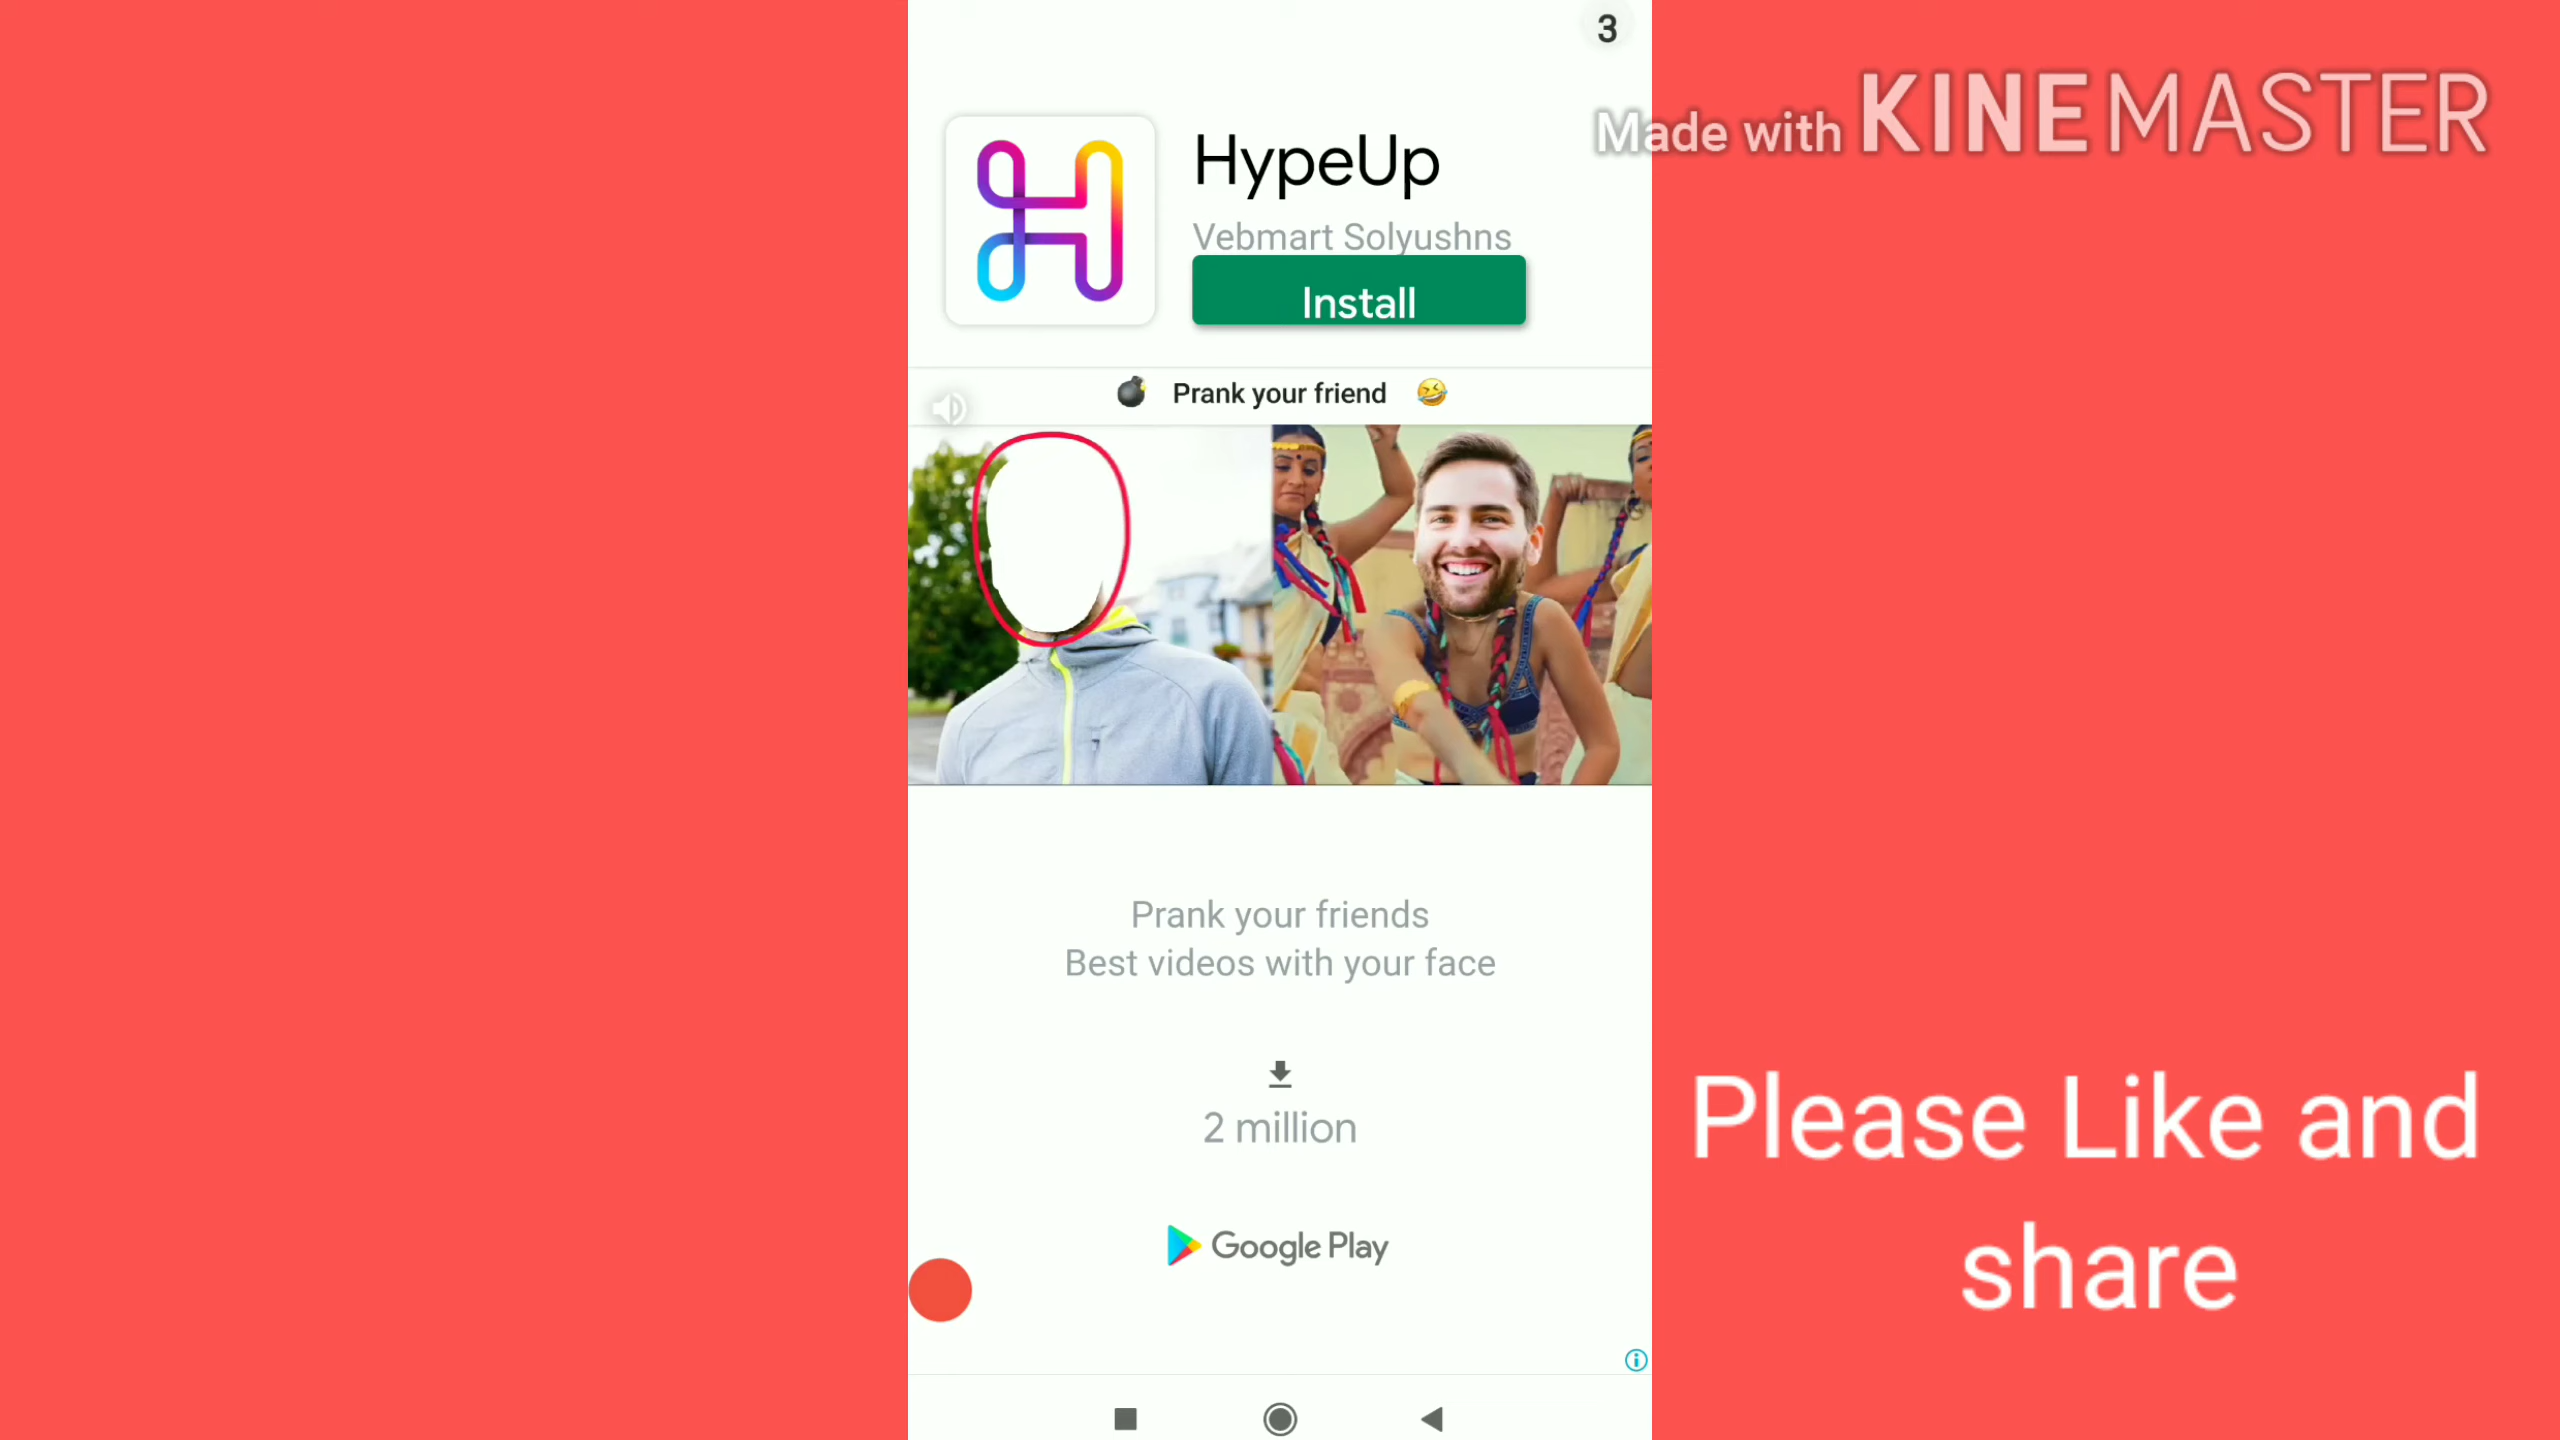 3
Made with KINEMASTER
HypeUp
Vebmart Solyushns
Install
Prank your friend
Prank your friends
Best videos with your face
2 million
Google Play
Please Like and
share